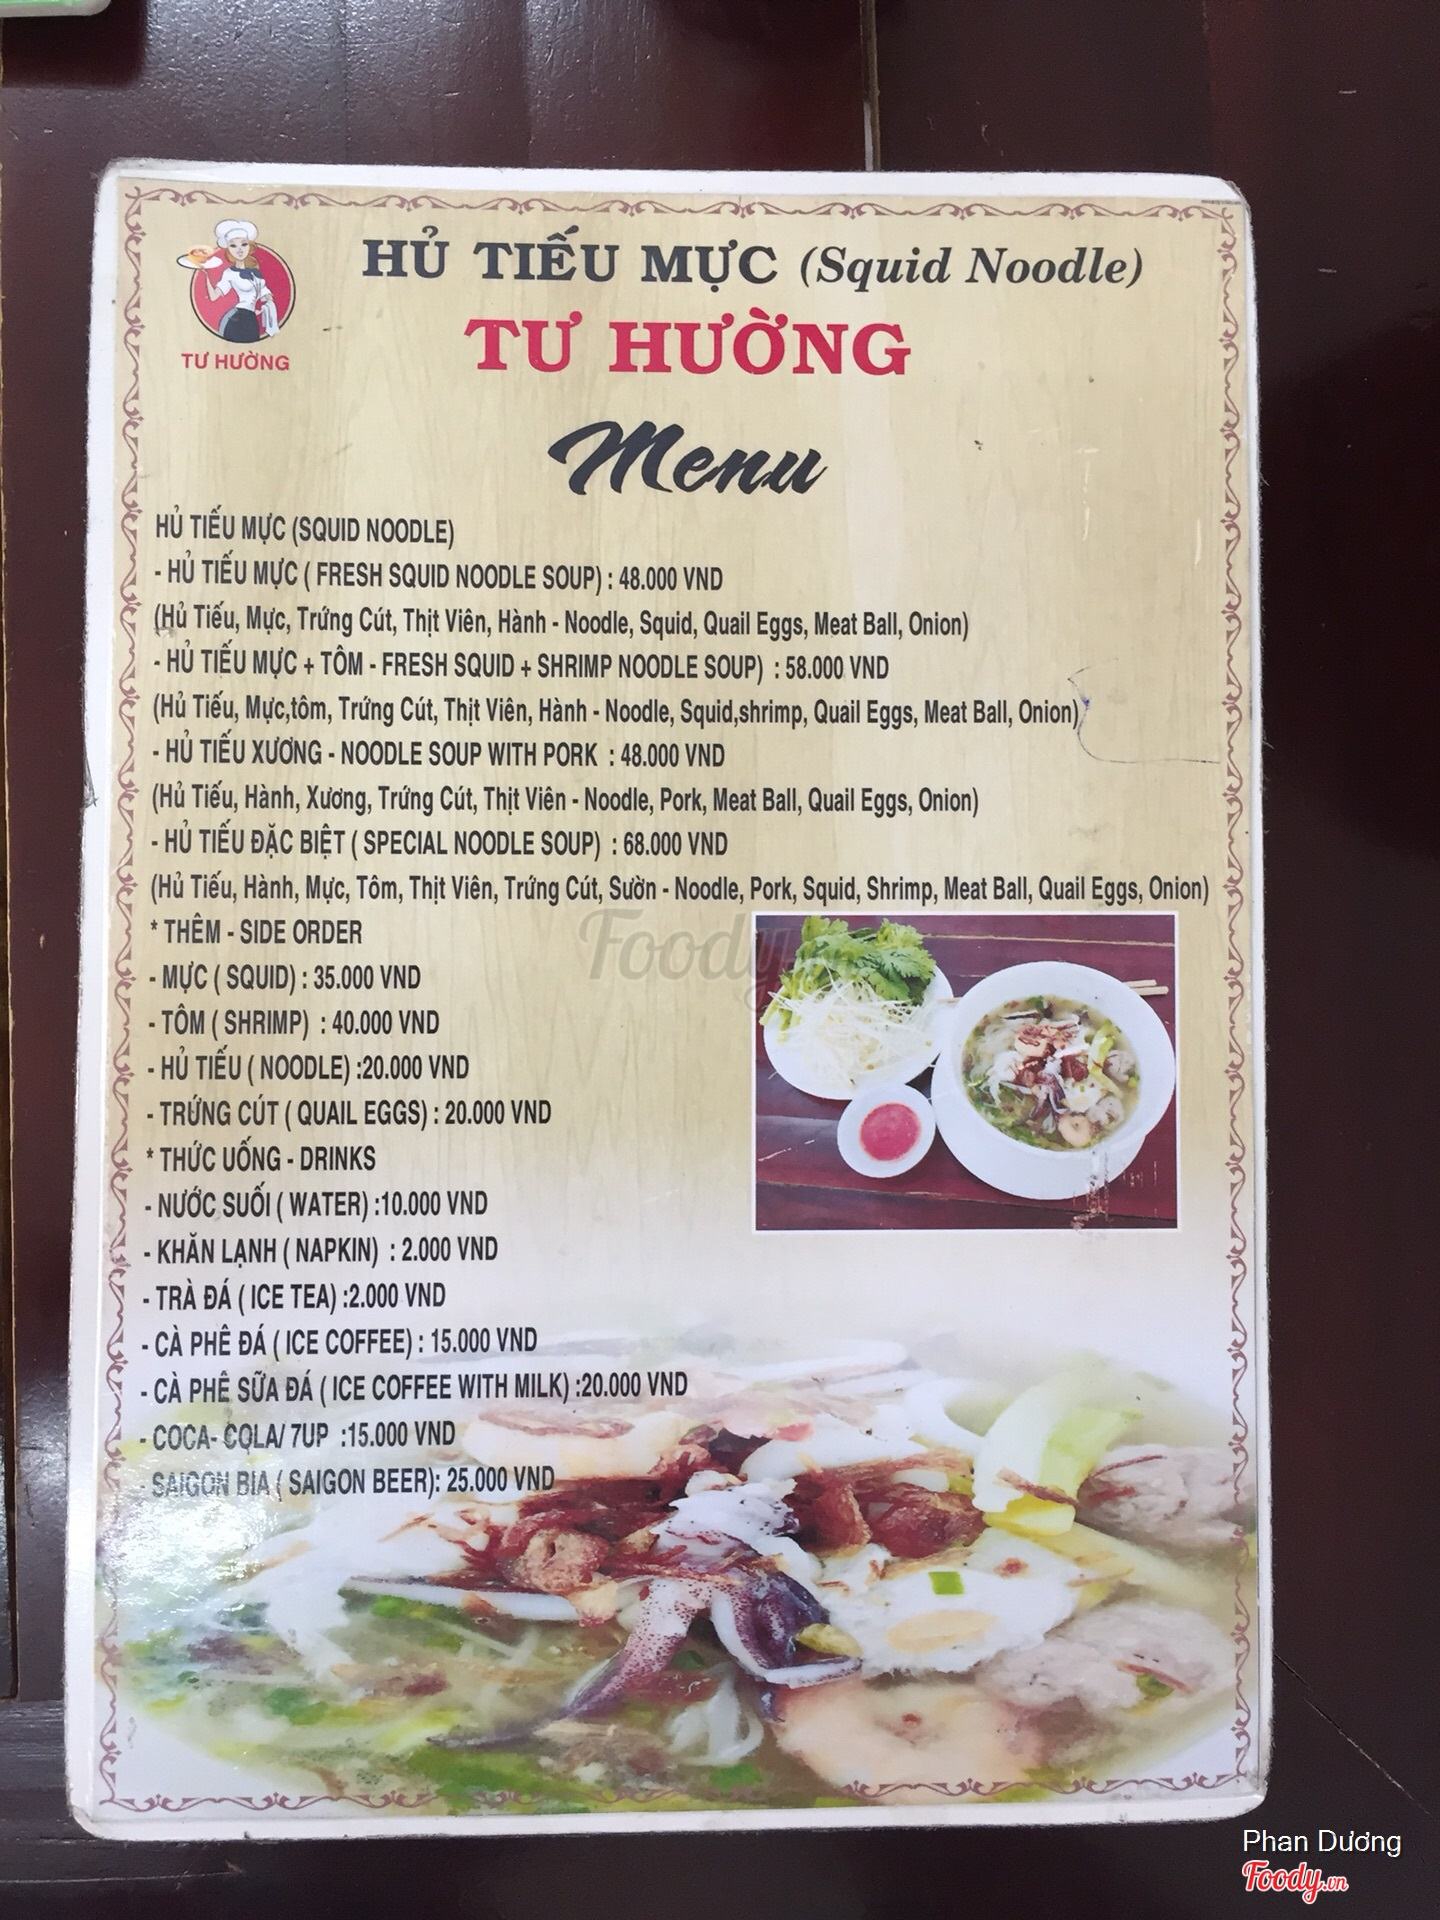 HỦ TIẾU MỰC (Squid Noodle)
TƯ HƯỜNG
TƯ HƯỜNG
Menu
HỦ TIẾU MỰC (SQUID NOODLE)
- HỦ TIẾU MỰC ( FRESH SQUID NOODLE SOUP) : 48.000 VND
(Hủ Tiếu, Mực, Trứng Cút, Thịt Viên, Hành - Noodle, Squid, Quail Eggs, Meat Ball, Onion)
- HỦ TIẾU MỰC + TÔM - FRESH SQUID + SHRIMP NOODLE SOUP) : 58.000 VND
(Hủ Tiếu, Mực,tôm, Trứng Cút, Thịt Viên, Hành - Noodle, Squid,shrimp, Quail Eggs, Meat Ball, Onion)
- HỦ TIẾU XƯƠNG - NOODLE SOUP WITH PORK : 48.000 VND
(Hủ Tiếu, Hành, Xương, Trứng Cút, Thịt Viên - Noodle, Pork, Meat Ball, Quail Eggs, Onion)
- HỦ TIẾU ĐẶC BIỆT ( SPECIAL NOODLE SOUP) : 68.000 VND
(Hủ Tiếu, Hành, Mực, Tôm, Thịt Viên, Trứng Cút, Sườn - Noodle, Pork, Squid, Shrimp, Meat Ball, Quail Eggs, Onion)
* THÊM - SIDE ORDER
- MỰC ( SQUID) : 35.000 VND
- TÔM ( SHRIMP) : 40.000 VND
- HỦ TIẾU ( NOODLE) :20.000 VND
- TRỨNG CÚT ( QUAIL EGGS) : 20.000 VND
* THỨC UỐNG - DRINKS
- NƯỚC SUỐI ( WATER) :10.000 VND
- KHĂN LẠNH ( NAPKIN) : 2.000 VND
- TRÀ ĐÁ ( ICE TEA) :2.000 VND
- CÀ PHÊ ĐÁ ( ICE COFFEE) : 15.000 VND
- CÀ PHÊ SỮA ĐÁ ( ICE COFFEE WITH MILK) :20.000 VND
- COCA- COLA/ 7UP :15.000 VND
- SAIGON BIA ( SAIGON BEER): 25.000 VND
Foody.vn
Phan Dương
Foody.vn